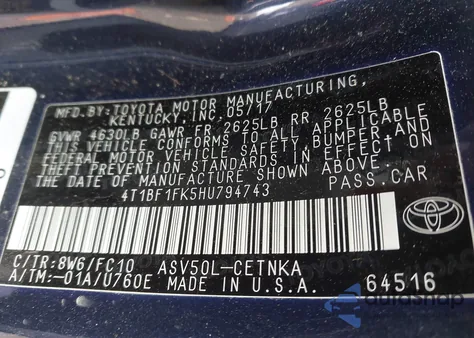 MFD.BY:TOYOTA MOTOR MANUFACTURING,
KENTUCKY,INC.05/17
GVWR 4630LB GAWR FR 2625LB RR 2625LB
THIS VEHICLE CONFORMS TO ALL APPLICABLE
FEDERAL MOTOR VEHICLE SAFETY,BUMPER,AND
THEFT PREVENTION STANDARDS IN EFFECT ON
THE DATE OF MANUFACTURE SHOWN ABOVE.
4T1BF1FK5HU794743 PASS.CAR
C/TR:8W6/FC10 ASV50L-CETNKA
A/TM:-01A/U760E MADE IN U.S.A. 64516
autosnap